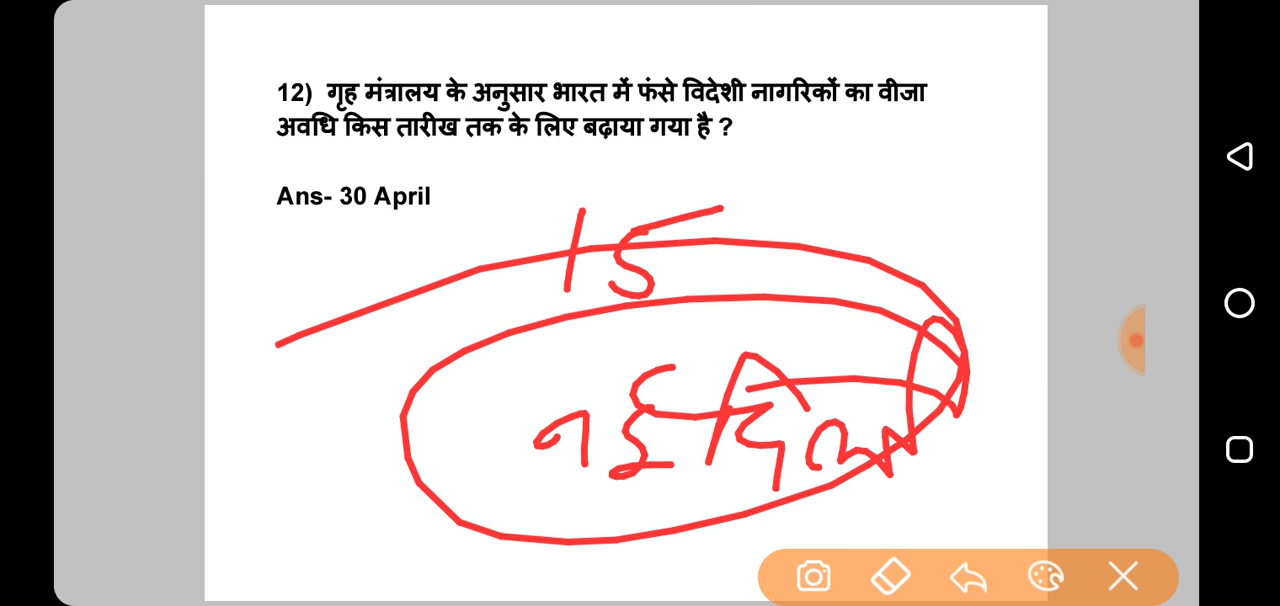 12) गृह मंत्रालय के अनुसार भारत में फंसे विदेशी नागरिकों का वीजा
अवधि किस तारीख तक के लिए बढ़ाया गया है ?
Ans- 30 April
15
नई दिल्ली